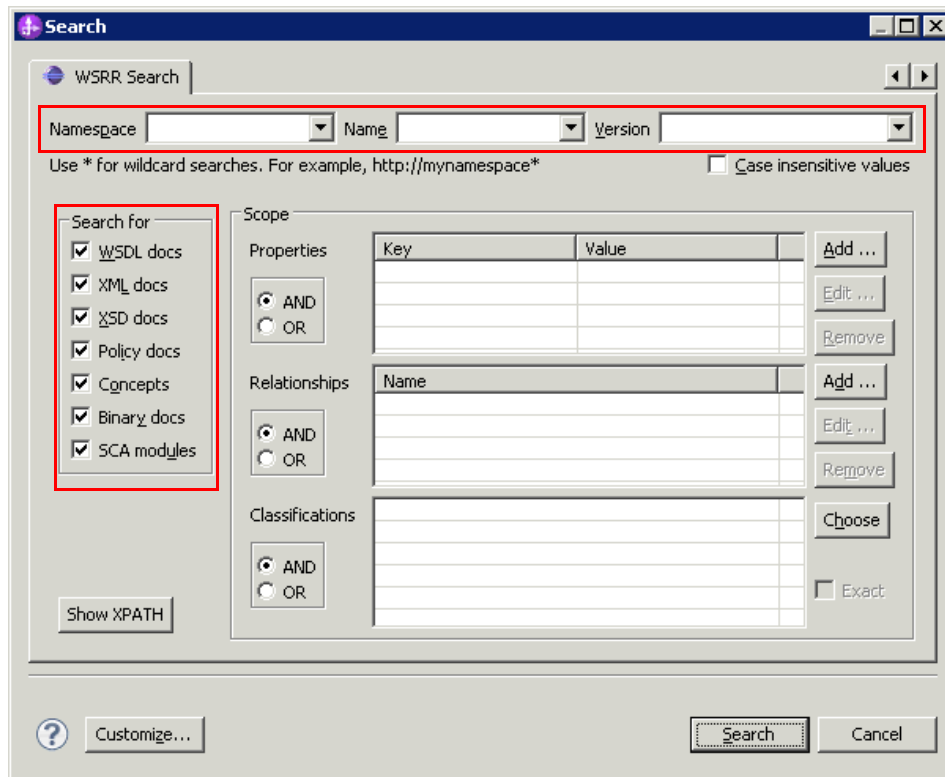 Search
WSRR Search
Namespace Name Version
Use * for wildcard searches. For example, http://mynamespace* Case insensitive values
Search for
WSDL docs
XML docs
XSD docs
Policy docs
Concepts
Binary docs
SCA modules
Show XPATH
Scope
Properties
AND
OR
Key Value
Add ...
Edit ...
Remove
Relationships
AND
OR
Name
Add ...
Edit ...
Remove
Classifications
AND
OR
Choose
Exact
? Customize... Search Cancel